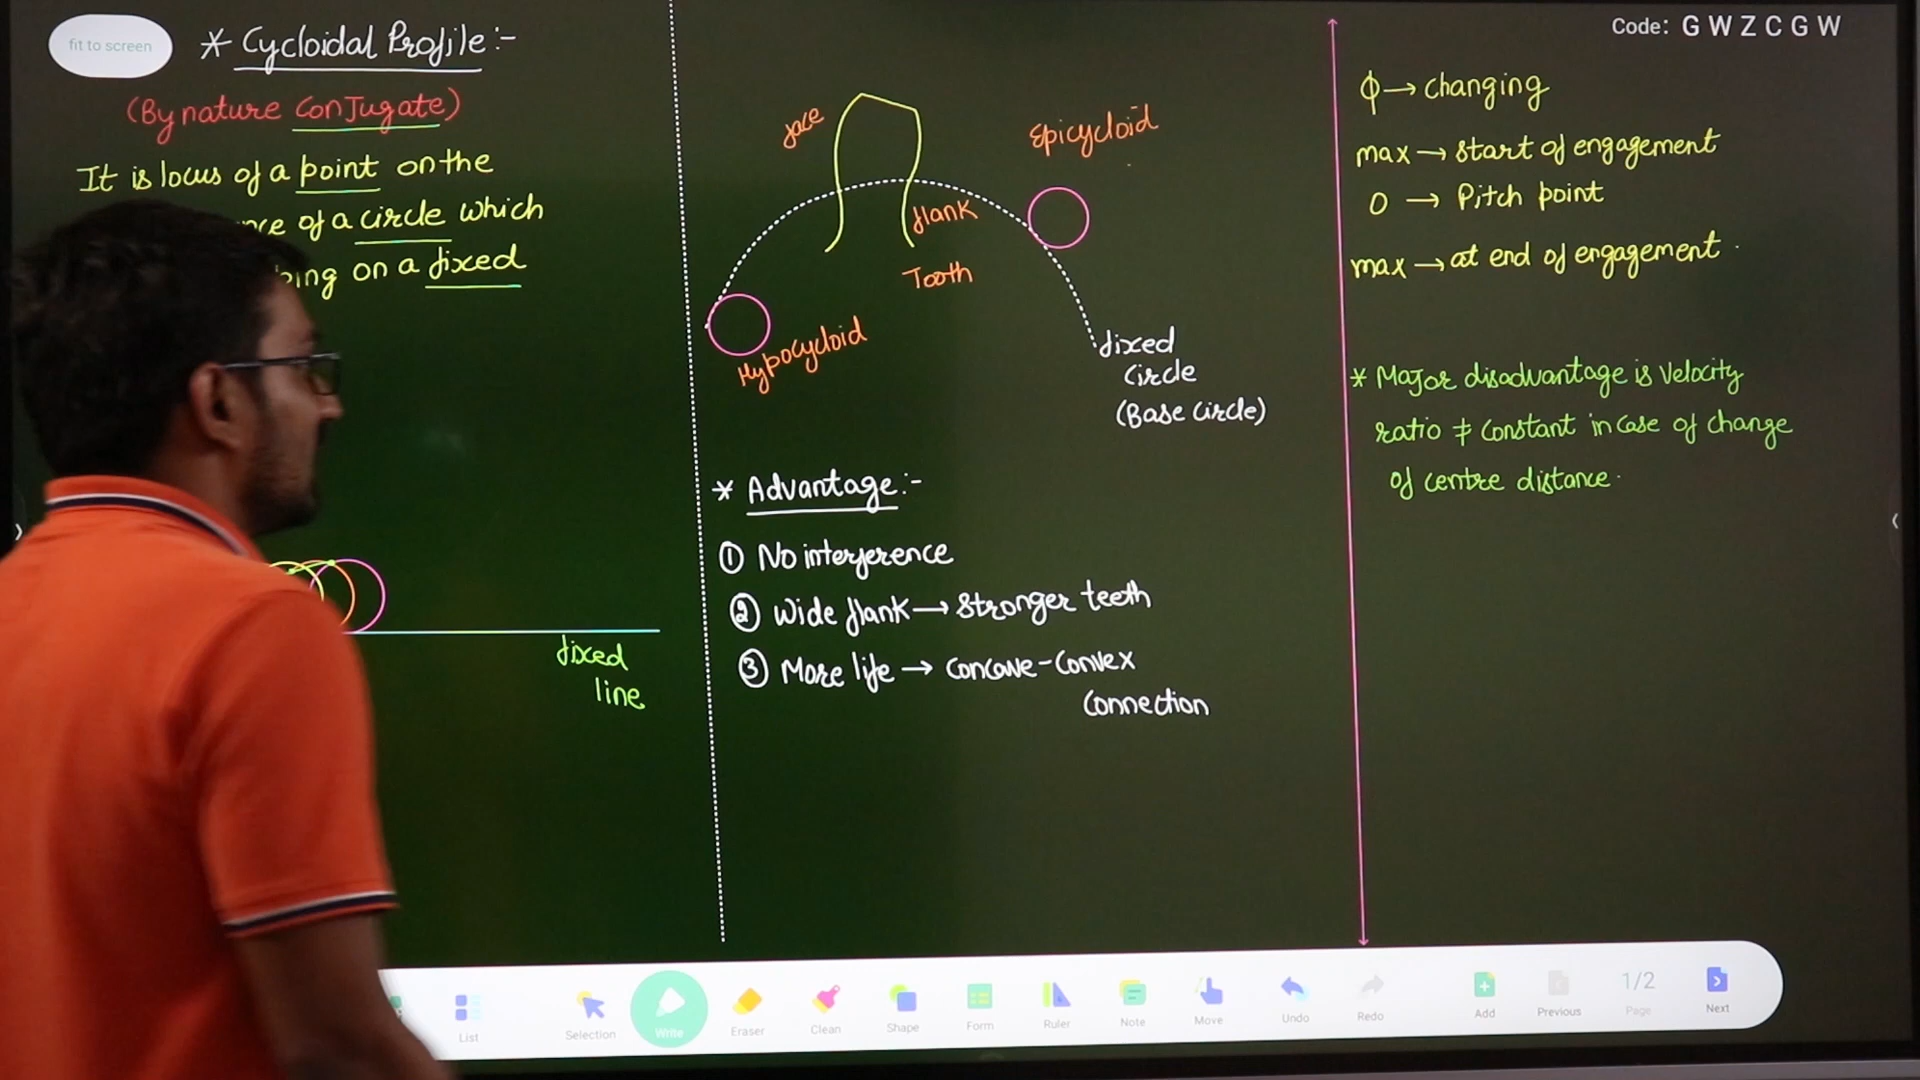 fit to screen
* Cycloidal Profile:-
(By nature conjugate)
It is locus of a point on the
of a circle which
on a fixed
fixed
line
face
Epicycloid
flank
Tooth
Hypocycloid
fixed
circle
(Base circle)
* Advantage:-
① No interference
② Wide flank → stronger teeth
③ More life → concave-convex
connection
Code: G W Z C G W
ϕ → changing
max → start of engagement
0 → Pitch point
max → at end of engagement.
* Major disadvantage is velocity
ratio ≠ constant in case of change
of centre distance.
List
Selection
Write
Eraser
Clean
Shape
Form
Ruler
Note
Move
Undo
Redo
Add
Previous
1/2
Page
Next